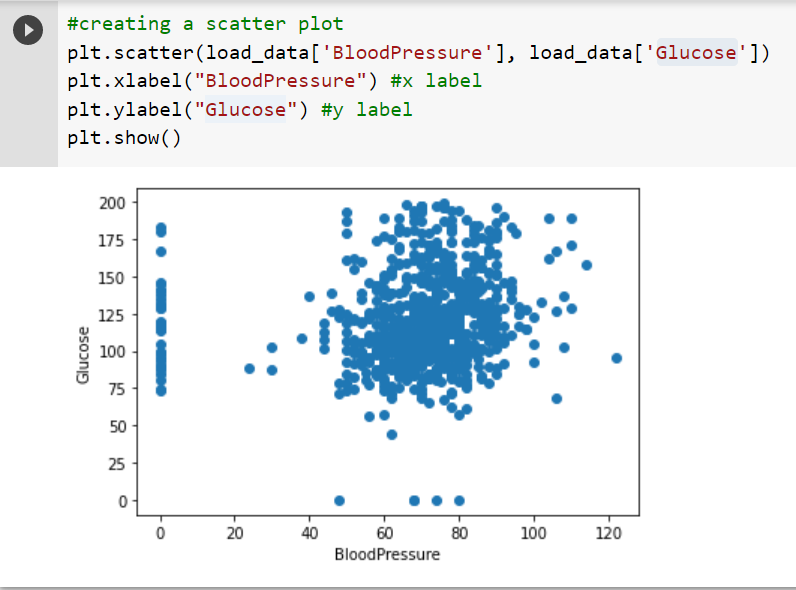 #creating a scatter plot
plt.scatter(load_data['BloodPressure'], load_data['Glucose'])
plt.xlabel("BloodPressure") #x label
plt.ylabel("Glucose") #y label
plt.show()
200
175
150
125
100
75
50
25
0
Glucose
0 20 40 60 80 100 120
BloodPressure